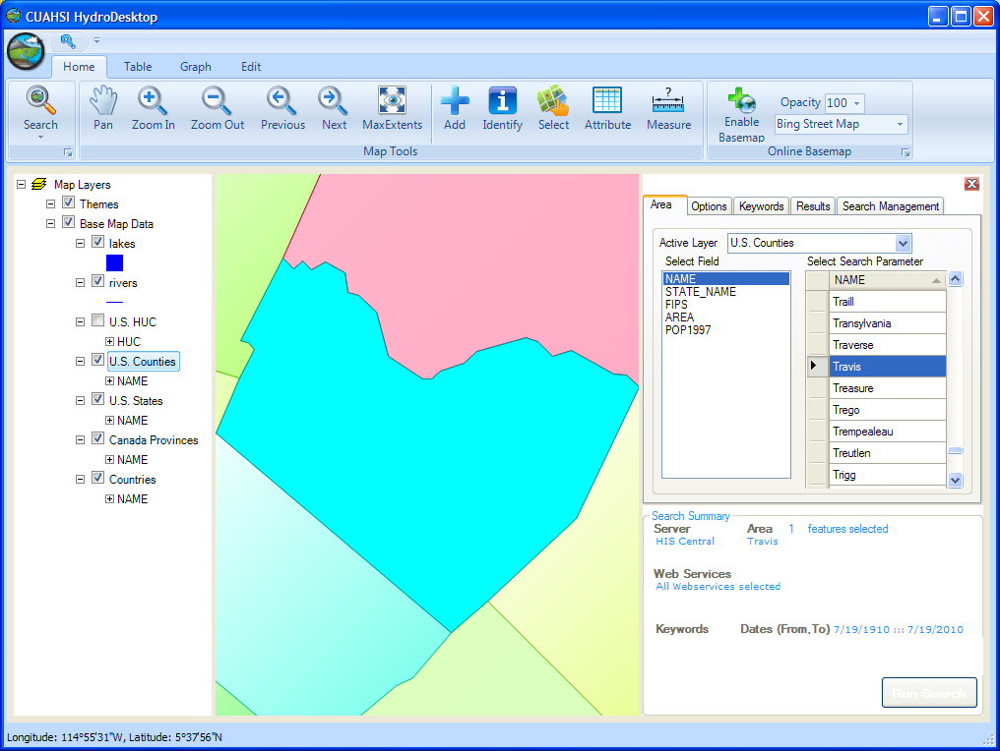 CUAHSI HydroDesktop
Home Table Graph Edit
Search Pan Zoom In Zoom Out Previous Next MaxExtents Add Identify Select Attribute Measure Enable Basemap Opacity 100
Bing Street Map
Map Tools Online Basemap
Map Layers
Themes
Base Map Data
lakes
rivers
U.S. HUC
HUC
U.S. Counties
NAME
U.S. States
NAME
Canada Provinces
NAME
Countries
NAME
Area Options Keywords Results Search Management
Active Layer U.S. Counties
Select Field
NAME
STATE_NAME
FIPS
AREA
POP1997
Select Search Parameter
NAME
Traill
Transylvania
Traverse
Travis
Treasure
Trego
Trempealeau
Treutlen
Trigg
Search Summary
Server Area 1 features selected
HIS Central Travis
Web Services
All Webservices selected
Keywords Dates (From,To) 7/19/1910 ::: 7/19/2010
Run Search
Longitude: 114°55'31"W, Latitude: 5°37'56"N